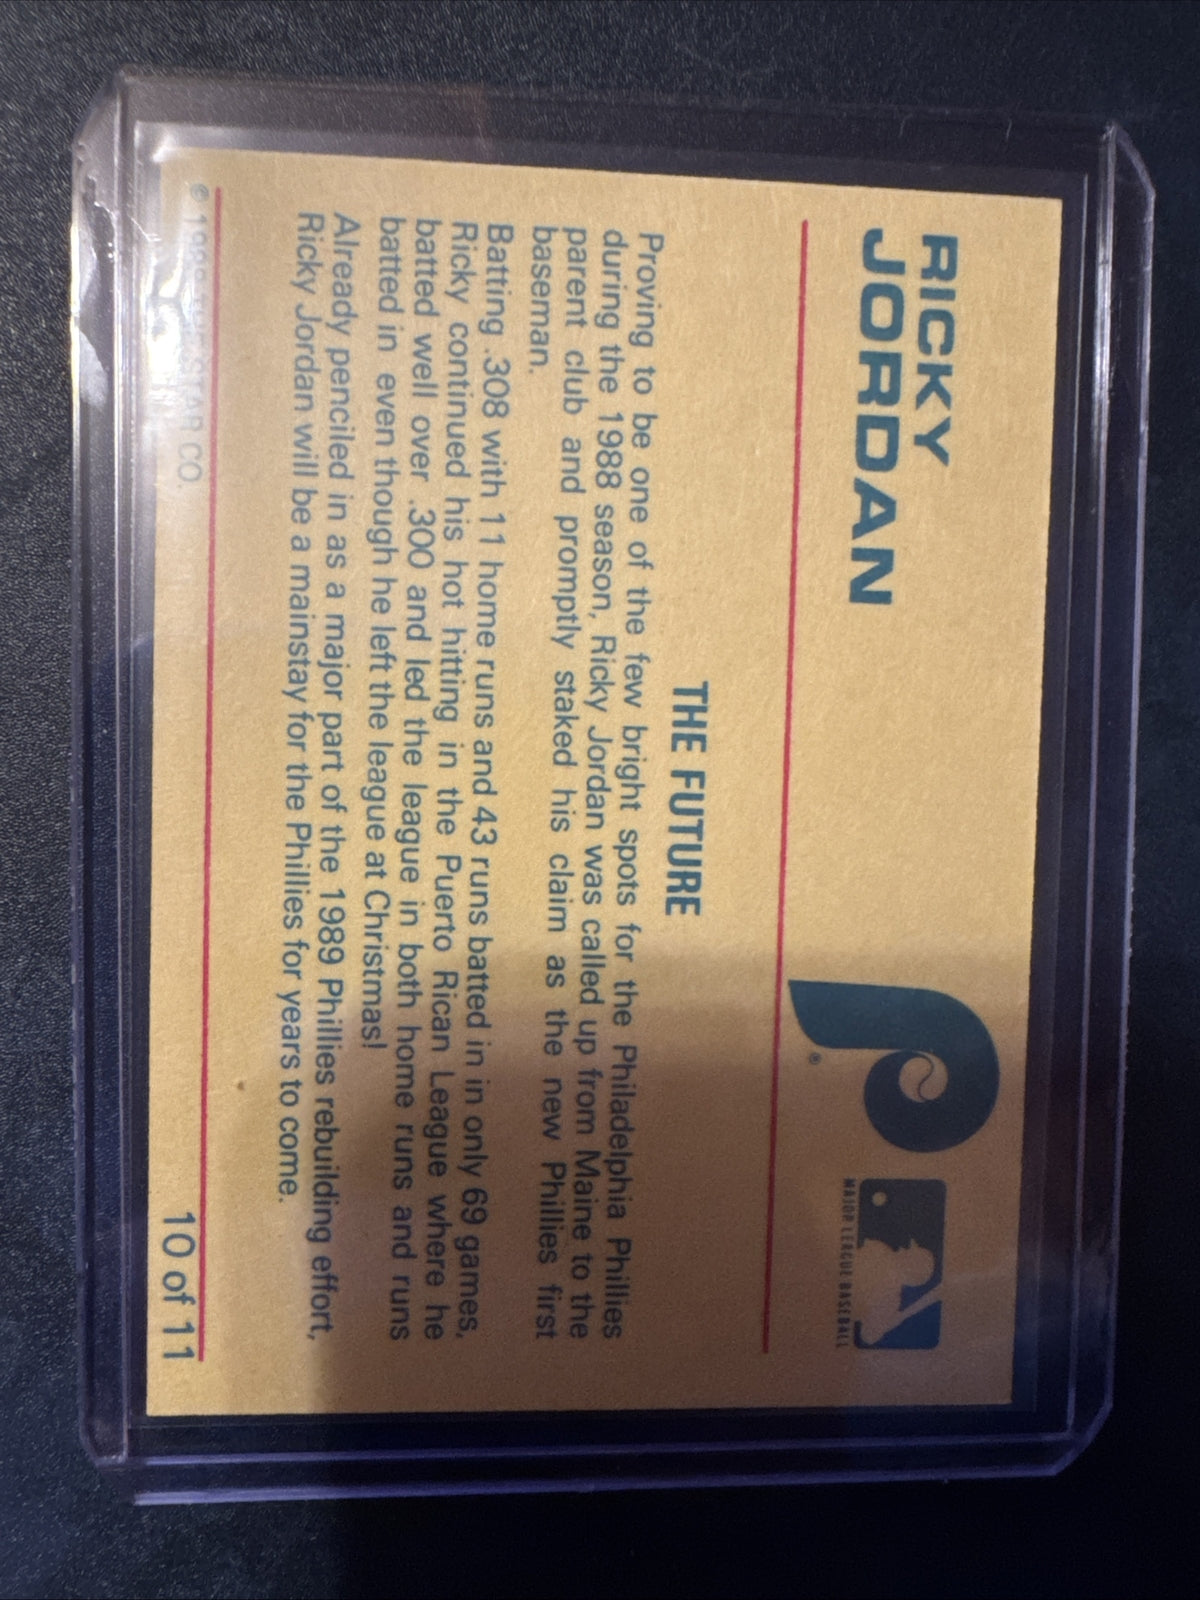 RICKY
JORDAN
®
MAJOR LEAGUE BASEBALL
THE FUTURE
Proving to be one of the few bright spots for the Philadelphia Phillies
during the 1988 season, Ricky Jordan was called up from Maine to the
parent club and promptly staked his claim as the new Phillies first
baseman.
Batting .308 with 11 home runs and 43 runs batted in in only 69 games,
Ricky continued his hot hitting in the Puerto Rican League where he
batted well over .300 and led the league in both home runs and runs
batted in even though he left the league at Christmas!
Already penciled in as a major part of the 1989 Phillies rebuilding effort,
Ricky Jordan will be a mainstay for the Phillies for years to come.
© STAR CO.
10 of 11